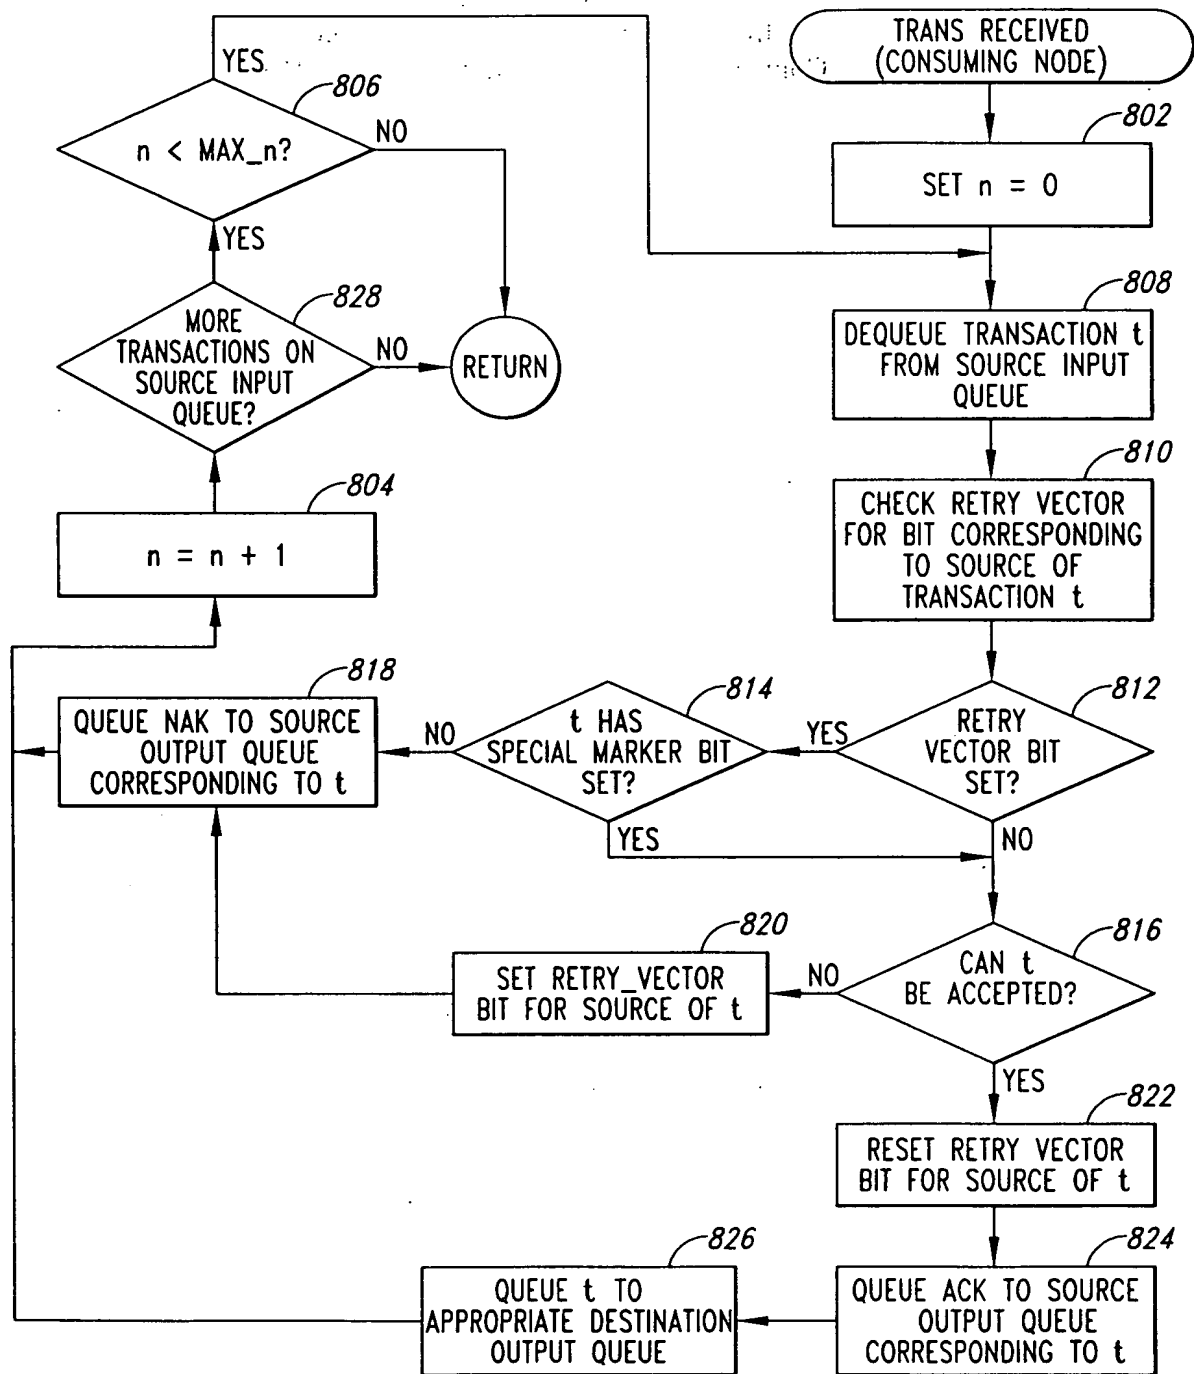 TRANS RECEIVED
(CONSUMING NODE)
802
SET n = 0
808
DEQUEUE TRANSACTION t
FROM SOURCE INPUT
QUEUE
810
CHECK RETRY VECTOR
FOR BIT CORRESPONDING
TO SOURCE OF
TRANSACTION t
812
RETRY
VECTOR BIT
SET?
YES
NO
814
t HAS
SPECIAL MARKER BIT
SET?
NO
YES
816
CAN t
BE ACCEPTED?
NO
YES
818
QUEUE NAK TO SOURCE
OUTPUT QUEUE
CORRESPONDING TO t
820
SET RETRY_VECTOR
BIT FOR SOURCE OF t
822
RESET RETRY VECTOR
BIT FOR SOURCE OF t
824
QUEUE ACK TO SOURCE
OUTPUT QUEUE
CORRESPONDING TO t
826
QUEUE t TO
APPROPRIATE DESTINATION
OUTPUT QUEUE
804
n = n + 1
828
MORE
TRANSACTIONS ON
SOURCE INPUT
QUEUE?
NO
YES
RETURN
806
n < MAX_n?
NO
YES